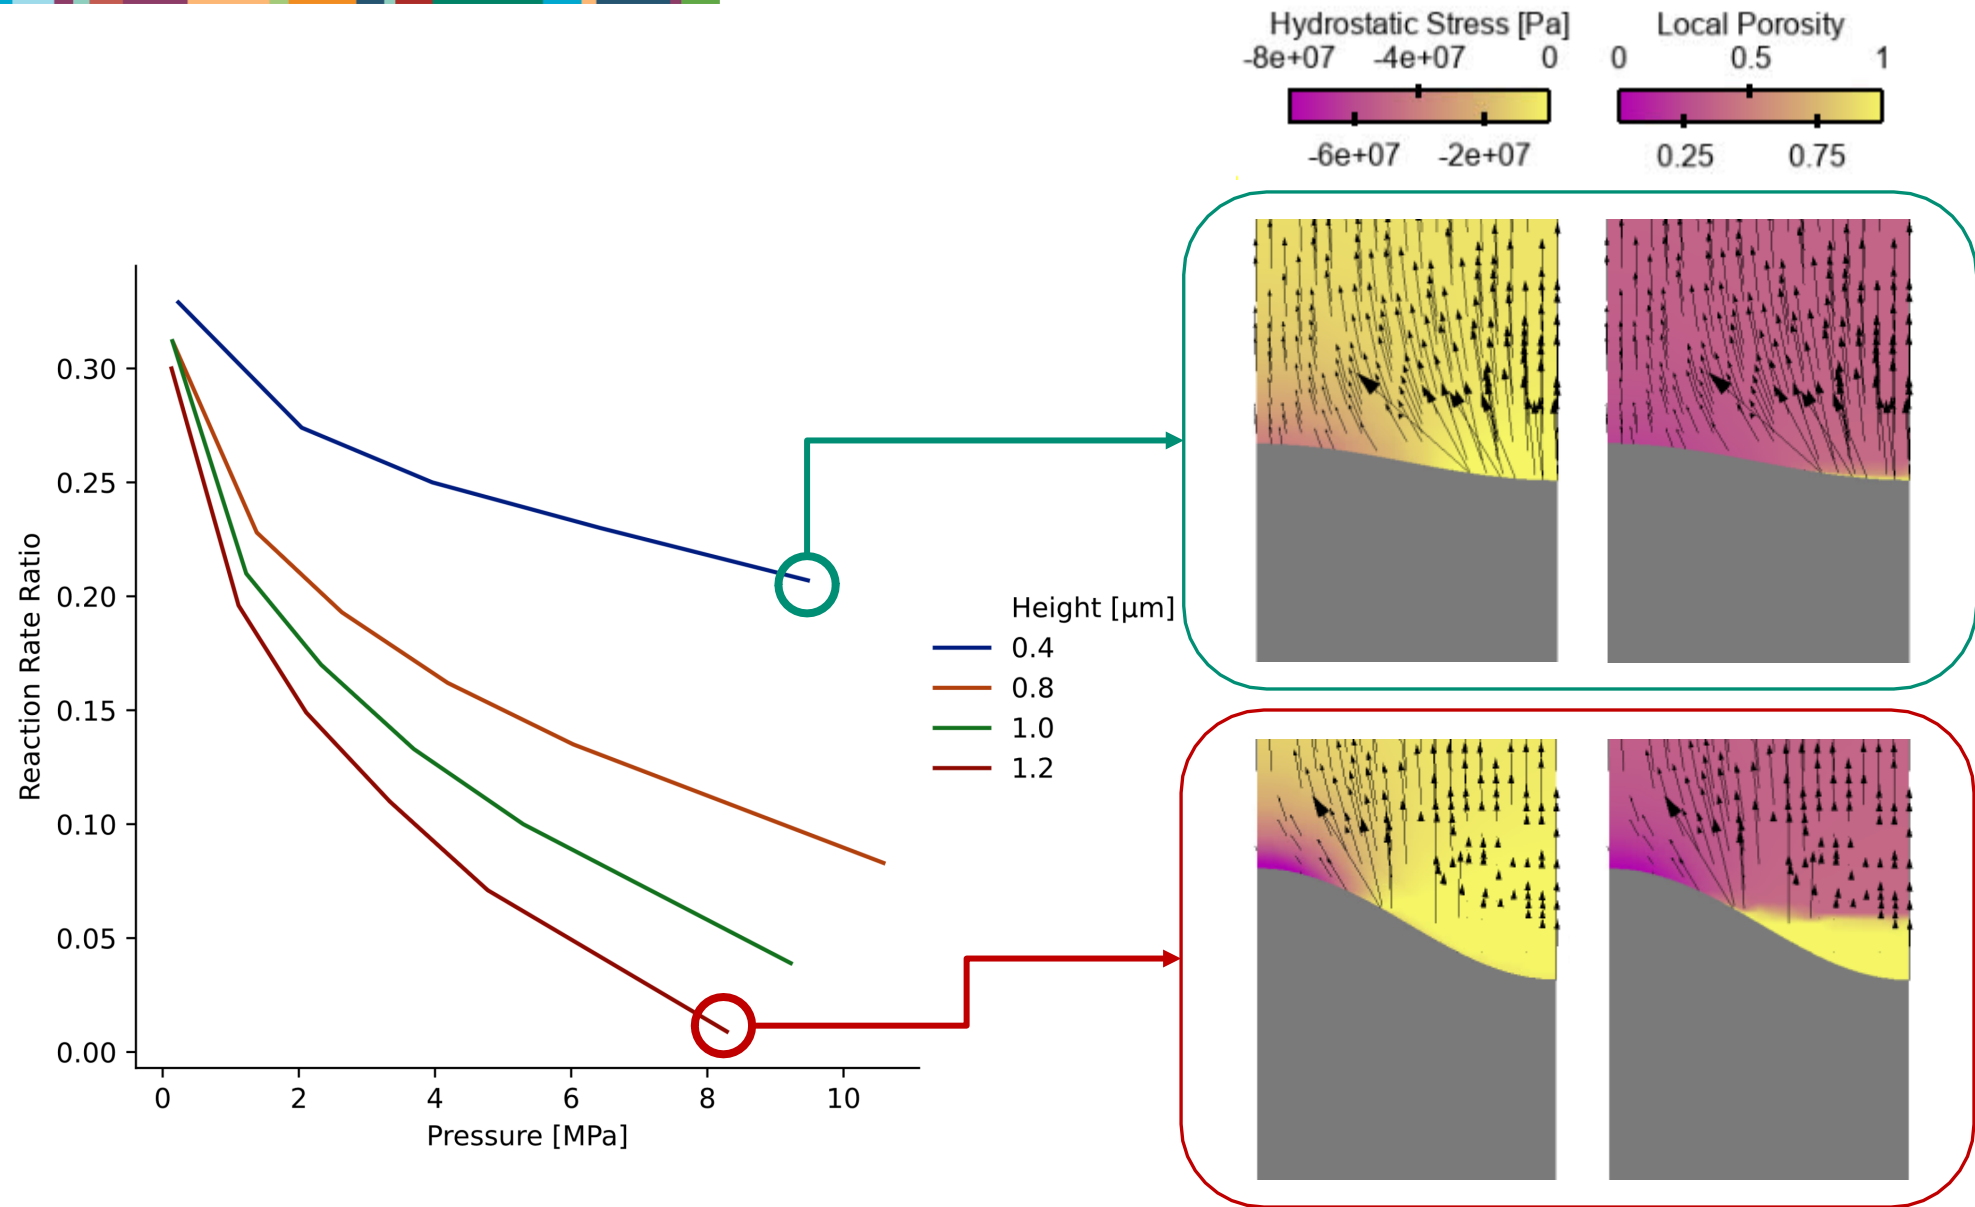 Hydrostatic Stress [Pa]
-8e+07 -4e+07 0
-6e+07 -2e+07
Local Porosity
0 0.5 1
0.25 0.75
Reaction Rate Ratio
0.30
0.25
0.20
0.15
0.10
0.05
0.00
0 2 4 6 8 10
Pressure [MPa]
Height [µm]
0.4
0.8
1.0
1.2